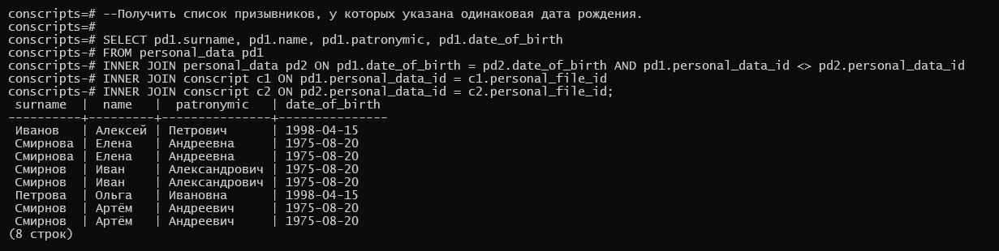 conscripts=# --Получить список призывников, у которых указана одинаковая дата рождения.
conscripts=#
conscripts=# SELECT pd1.surname, pd1.name, pd1.patronymic, pd1.date_of_birth
conscripts-# FROM personal_data pd1
conscripts-# INNER JOIN personal_data pd2 ON pd1.date_of_birth = pd2.date_of_birth AND pd1.personal_data_id <> pd2.personal_data_id
conscripts-# INNER JOIN conscript c1 ON pd1.personal_data_id = c1.personal_file_id
conscripts-# INNER JOIN conscript c2 ON pd2.personal_data_id = c2.personal_file_id;
 surname  |  name   |  patronymic   | date_of_birth
----------+---------+---------------+---------------
 Иванов   | Алексей | Петрович      | 1998-04-15
 Смирнова | Елена   | Андреевна     | 1975-08-20
 Смирнова | Елена   | Андреевна     | 1975-08-20
 Смирнов  | Иван    | Александрович | 1975-08-20
 Смирнов  | Иван    | Александрович | 1975-08-20
 Петрова  | Ольга   | Ивановна      | 1998-04-15
 Смирнов  | Артём   | Андреевич     | 1975-08-20
 Смирнов  | Артём   | Андреевич     | 1975-08-20
(8 строк)